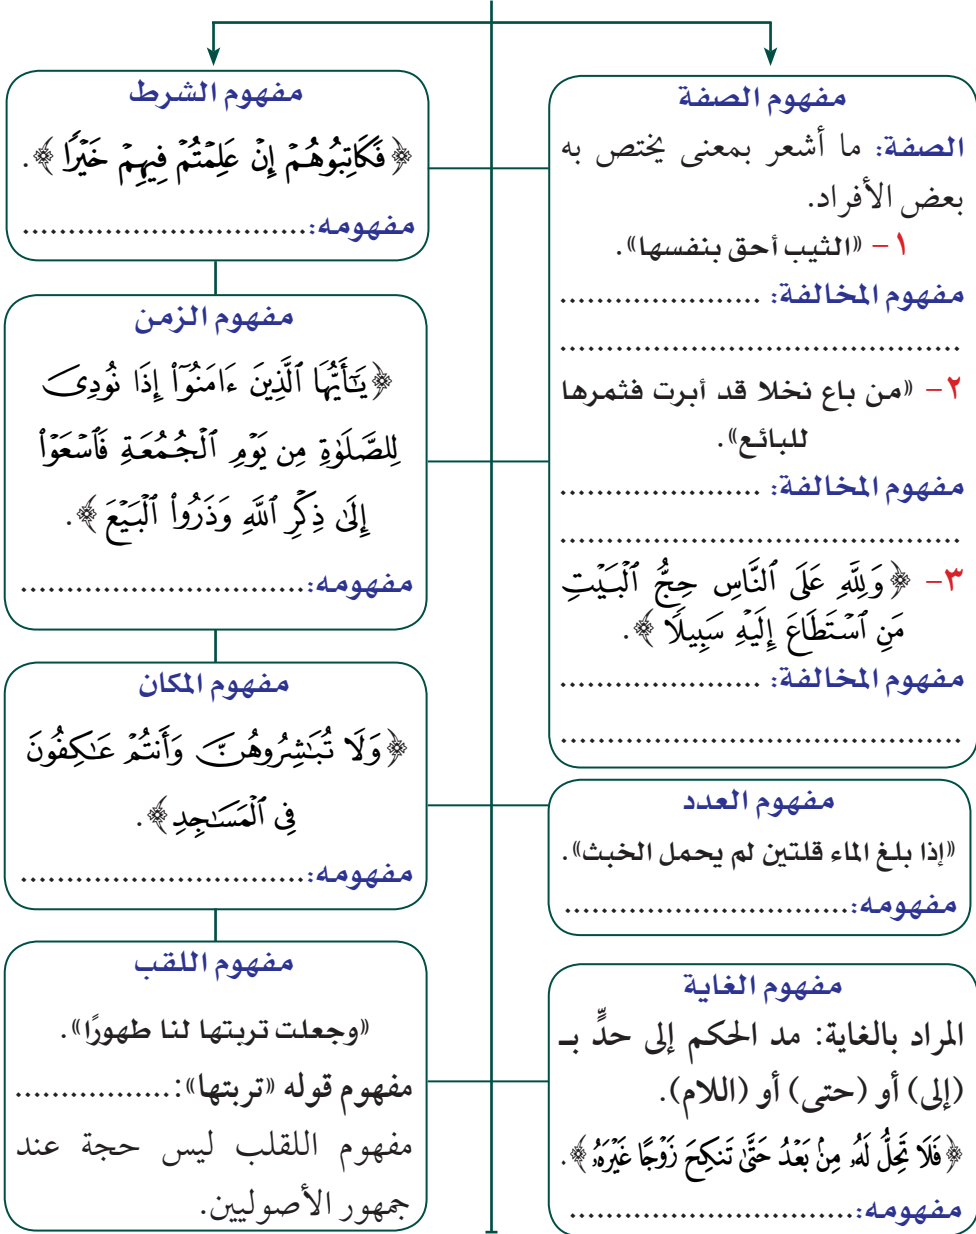 مفهوم الصفة
الصفة: ما أشعر بمعنى يختص به
بعض الأفراد.
١- «الثيب أحق بنفسها».
مفهوم المخالفة: ......................
............................................
٢- «من باع نخلا قد أبرت فثمرها
للبائع».
مفهوم المخالفة: ......................
............................................
٣- ﴿وَلِلَّهِ عَلَى ٱلنَّاسِ حِجُّ ٱلْبَيْتِ
مَنِ ٱسْتَطَاعَ إِلَيْهِ سَبِيلًا﴾.
مفهوم المخالفة: ......................
............................................
مفهوم العدد
«إذا بلغ الماء قلتين لم يحمل الخبث».
مفهومه:...............................
مفهوم الغاية
المراد بالغاية: مد الحكم إلى حدٍّ بـ
(إلى) أو (حتى) أو (اللام).
﴿فَلَا تَحِلُّ لَهُۥ مِنۢ بَعْدُ حَتَّىٰ تَنكِحَ زَوْجًا غَيْرَهُۥ﴾.
مفهومه:...............................
مفهوم الشرط
﴿فَكَاتِبُوهُمْ إِنْ عَلِمْتُمْ فِيهِمْ خَيْرًا﴾.
مفهومه:...............................
مفهوم الزمن
﴿يَٰٓأَيُّهَا ٱلَّذِينَ ءَامَنُوٓا۟ إِذَا نُودِىَ
لِلصَّلَوٰةِ مِن يَوْمِ ٱلْجُمُعَةِ فَٱسْعَوْا۟
إِلَىٰ ذِكْرِ ٱللَّهِ وَذَرُوا۟ ٱلْبَيْعَ﴾.
مفهومه:...............................
مفهوم المكان
﴿وَلَا تُبَٰشِرُوهُنَّ وَأَنتُمْ عَٰكِفُونَ
فِى ٱلْمَسَٰجِدِ﴾.
مفهومه:...............................
مفهوم اللقب
«وجعلت تربتها لنا طهورًا».
مفهوم قوله «تربتها»:.................
مفهوم اللقلب ليس حجة عند
جمهور الأصوليين.